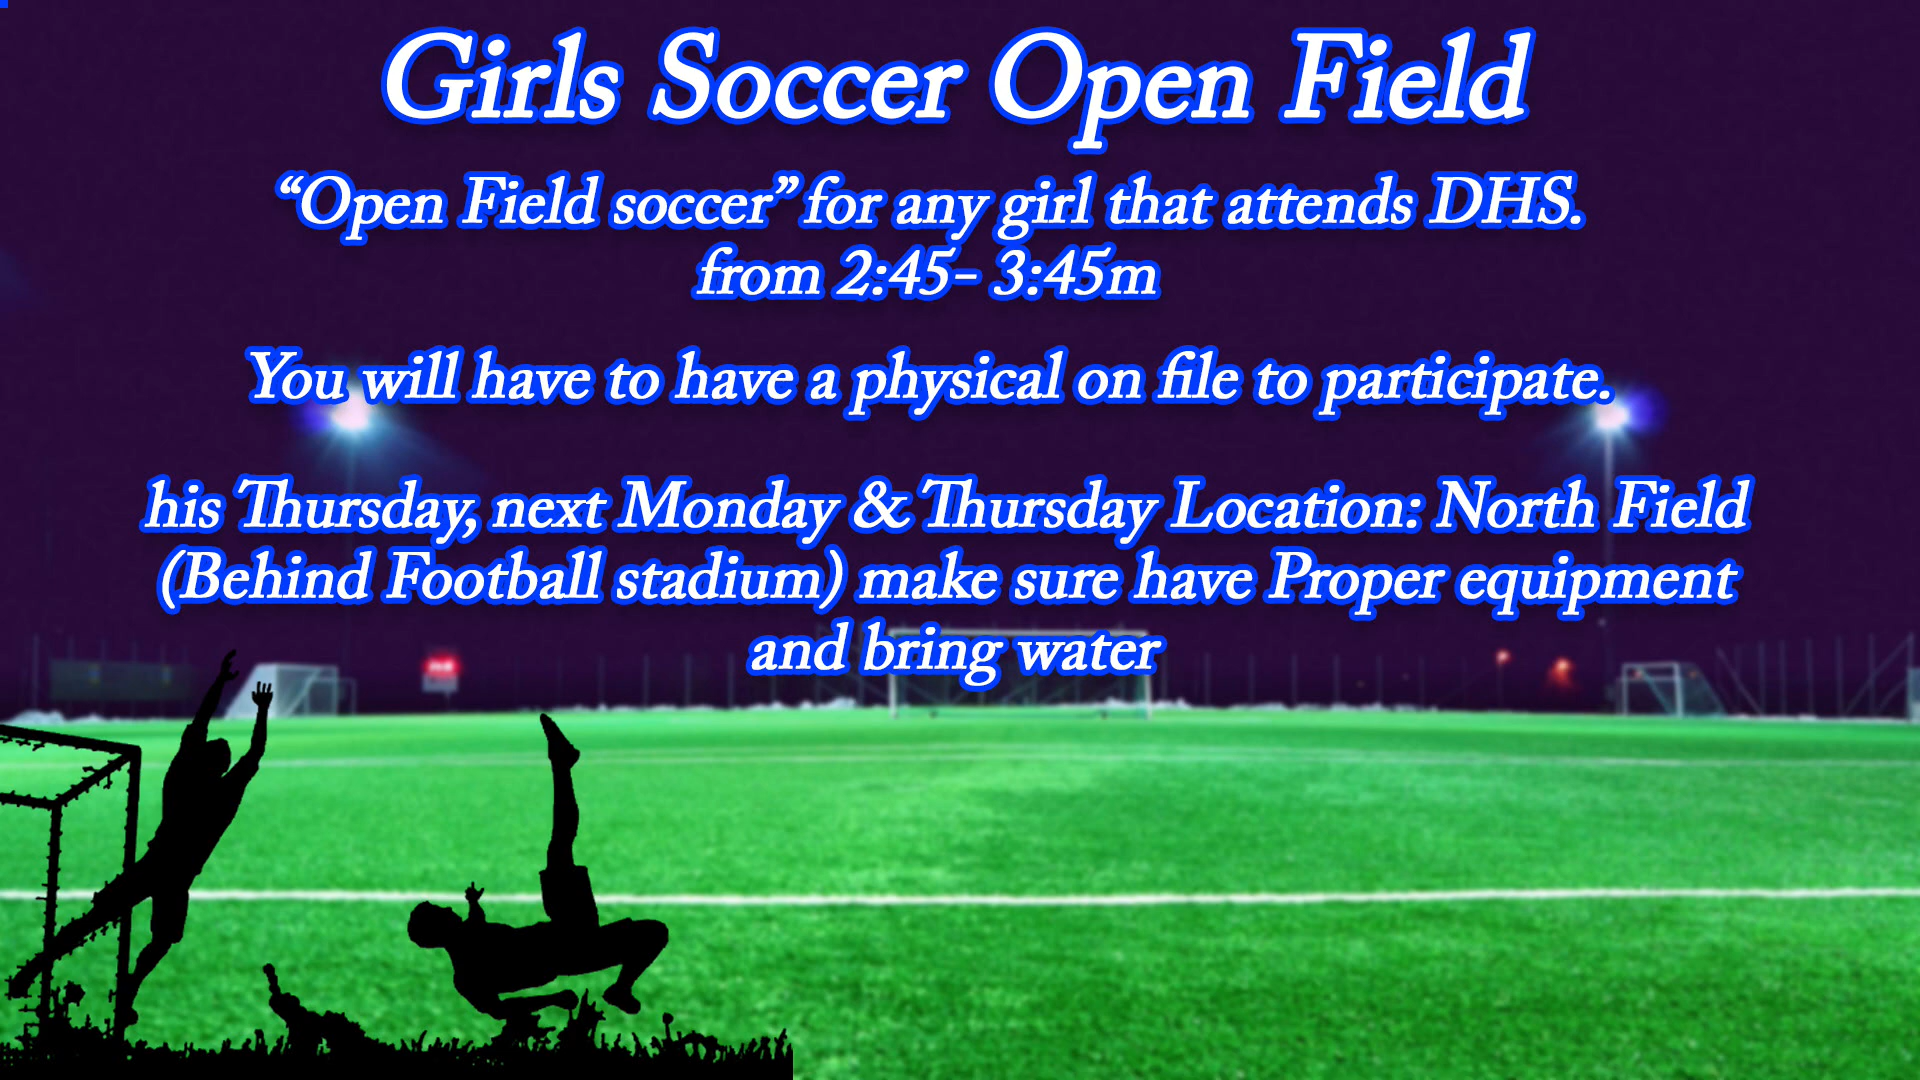 Girls Soccer Open Field
“Open Field soccer” for any girl that attends DHS.
from 2:45- 3:45m
You will have to have a physical on file to participate.
his Thursday, next Monday & Thursday Location: North Field
(Behind Football stadium) make sure have Proper equipment
and bring water